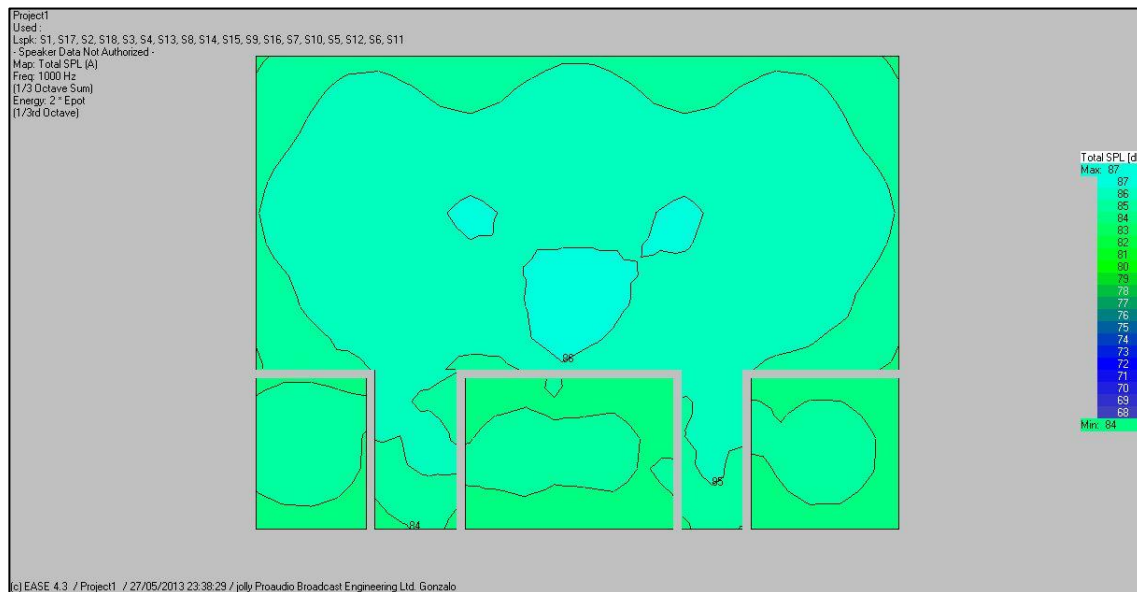 Project1
Used :
Lspk: S1, S17, S2, S18, S3, S4, S13, S8, S14, S15, S9, S16, S7, S10, S5, S12, S6, S11
- Speaker Data Not Authorized -
Map: Total SPL (A)
Freq: 1000 Hz
(1/3 Octave Sum)
Energy: 2 * Epot
(1/3rd Octave)
Total SPL [d
Max: 87
87
86
85
84
83
82
81
80
79
78
77
76
75
74
73
72
71
70
69
68
Min: 84
86
85
84
(c) EASE 4.3 / Project1 / 27/05/2013 23:38:29 / jolly Proaudio Broadcast Engineering Ltd. Gonzalo